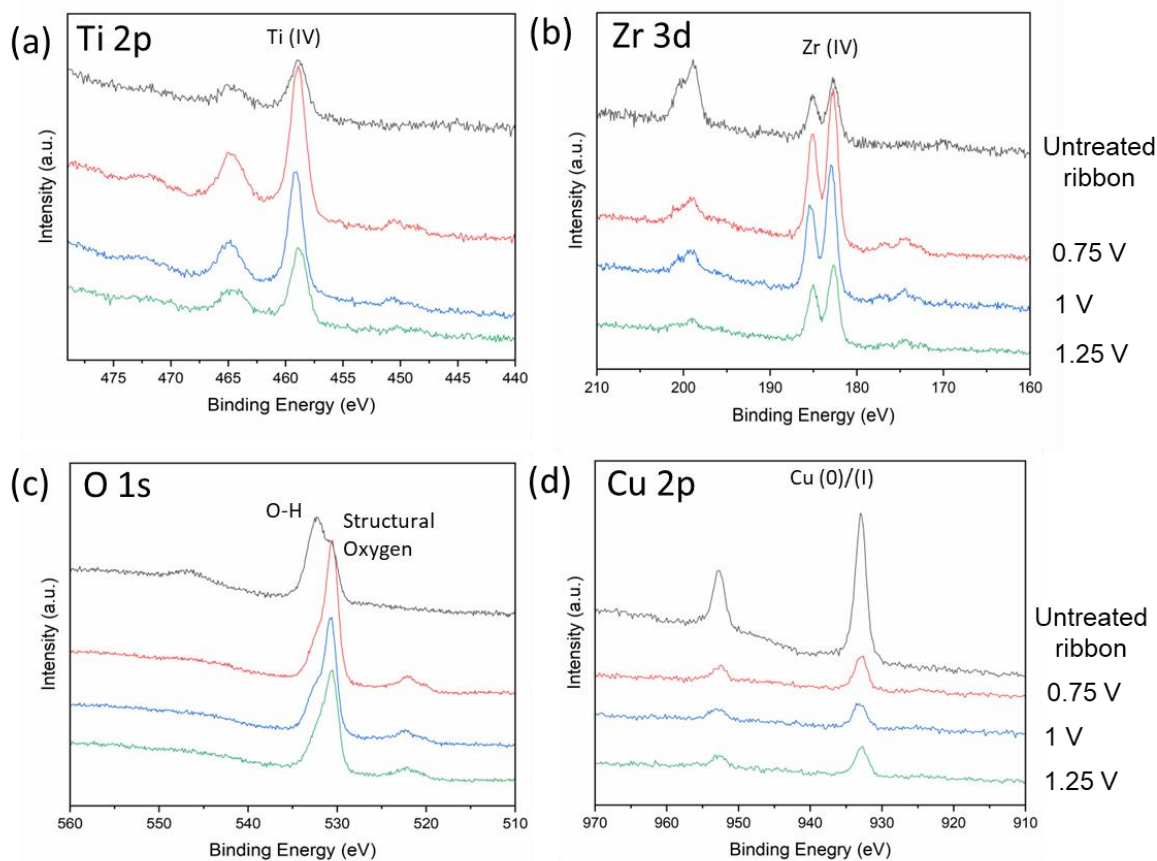 (a) Ti 2p
Ti (IV)
Intensity (a.u.)
475 470 465 460 455 450 445 440
Binding Energy (eV)
(b) Zr 3d
Zr (IV)
Intensity (a.u.)
210 200 190 180 170 160
Binding Energy (eV)
Untreated
ribbon
0.75 V
1 V
1.25 V
(c) O 1s
O-H
Structural
Oxygen
Intensity (a.u.)
560 550 540 530 520 510
Binding Energy (eV)
(d) Cu 2p
Cu (0)/(I)
Intensity (a.u.)
970 960 950 940 930 920 910
Binding Enegry (eV)
Untreated
ribbon
0.75 V
1 V
1.25 V